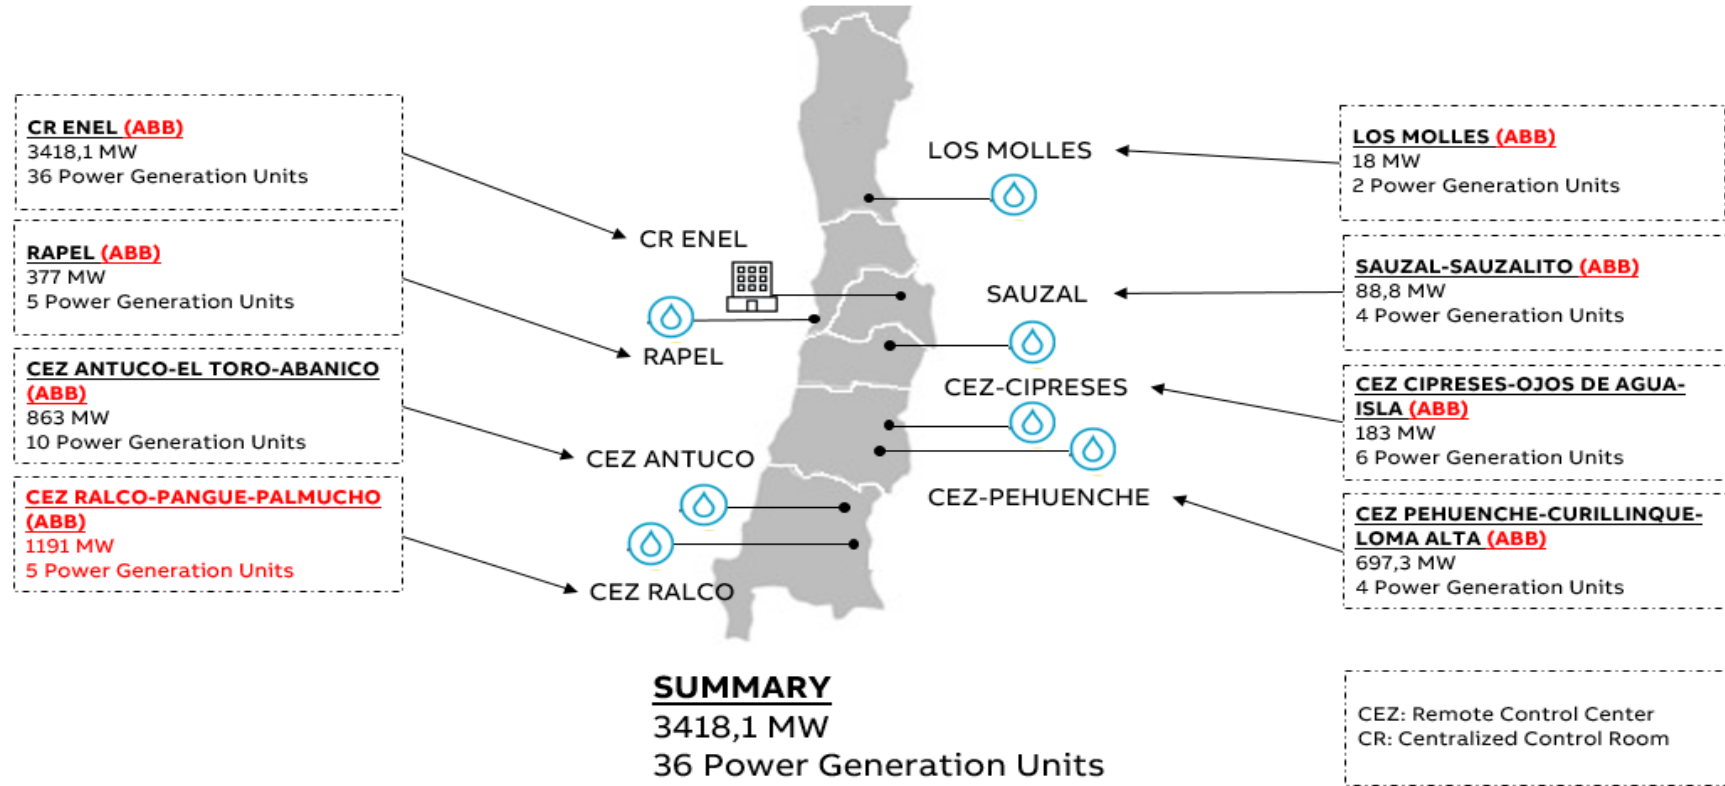 CR ENEL (ABB)
3418,1 MW
36 Power Generation Units
RAPEL (ABB)
377 MW
5 Power Generation Units
CEZ ANTUCO-EL TORO-ABANICO
(ABB)
863 MW
10 Power Generation Units
CEZ RALCO-PANGUE-PALMUCHO
(ABB)
1191 MW
5 Power Generation Units
CR ENEL
RAPEL
CEZ ANTUCO
CEZ RALCO
LOS MOLLES
SAUZAL
CEZ-CIPRESES
CEZ-PEHUENCHE
LOS MOLLES (ABB)
18 MW
2 Power Generation Units
SAUZAL-SAUZALITO (ABB)
88,8 MW
4 Power Generation Units
CEZ CIPRESES-OJOS DE AGUA-
ISLA (ABB)
183 MW
6 Power Generation Units
CEZ PEHUENCHE-CURILLINQUE-
LOMA ALTA (ABB)
697,3 MW
4 Power Generation Units
SUMMARY
3418,1 MW
36 Power Generation Units
CEZ: Remote Control Center
CR: Centralized Control Room